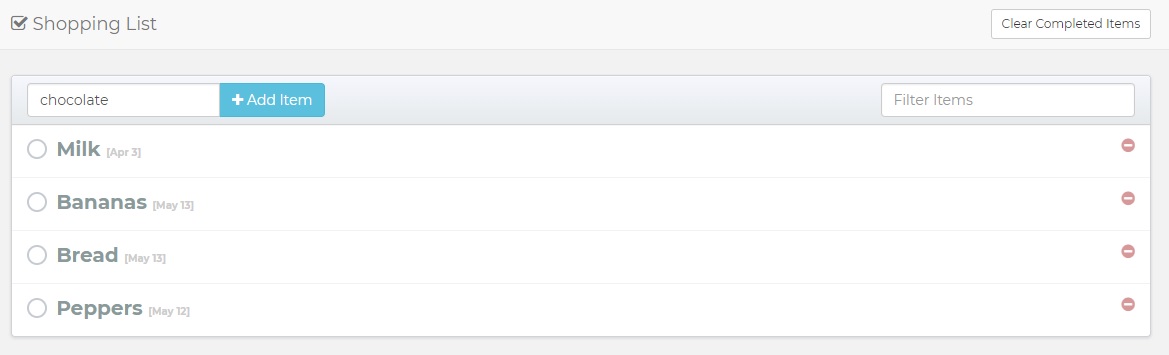 Shopping List
Clear Completed Items
chocolate
Add Item
Filter Items
Milk [Apr 3]
Bananas [May 13]
Bread [May 13]
Peppers [May 12]